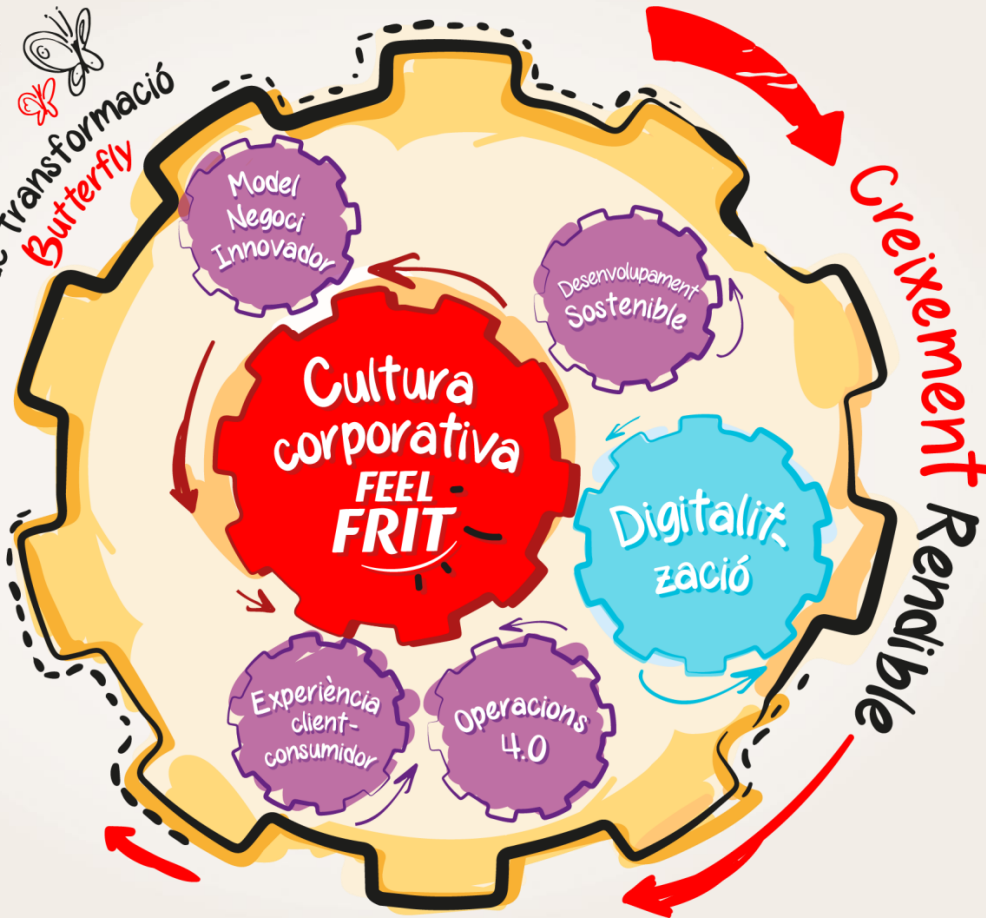 Transformació
Butterfly
Creixement Rendible
Model
Negoci
Innovador
Desenvolupament
Sostenible
Cultura
corporativa
FEEL
FRIT
Digitalit-
zació
Experiència
client-
consumidor
Operacions
4.0